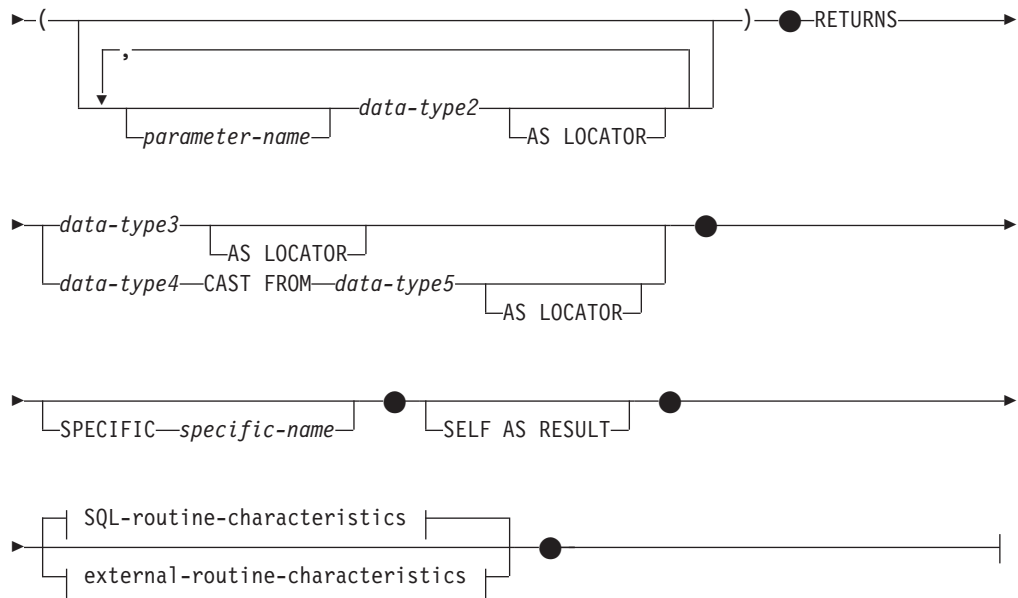 ( ) RETURNS
,
data-type2
parameter-name AS LOCATOR
data-type3
AS LOCATOR
data-type4 CAST FROM data-type5
AS LOCATOR
SPECIFIC specific-name SELF AS RESULT
SQL-routine-characteristics
external-routine-characteristics